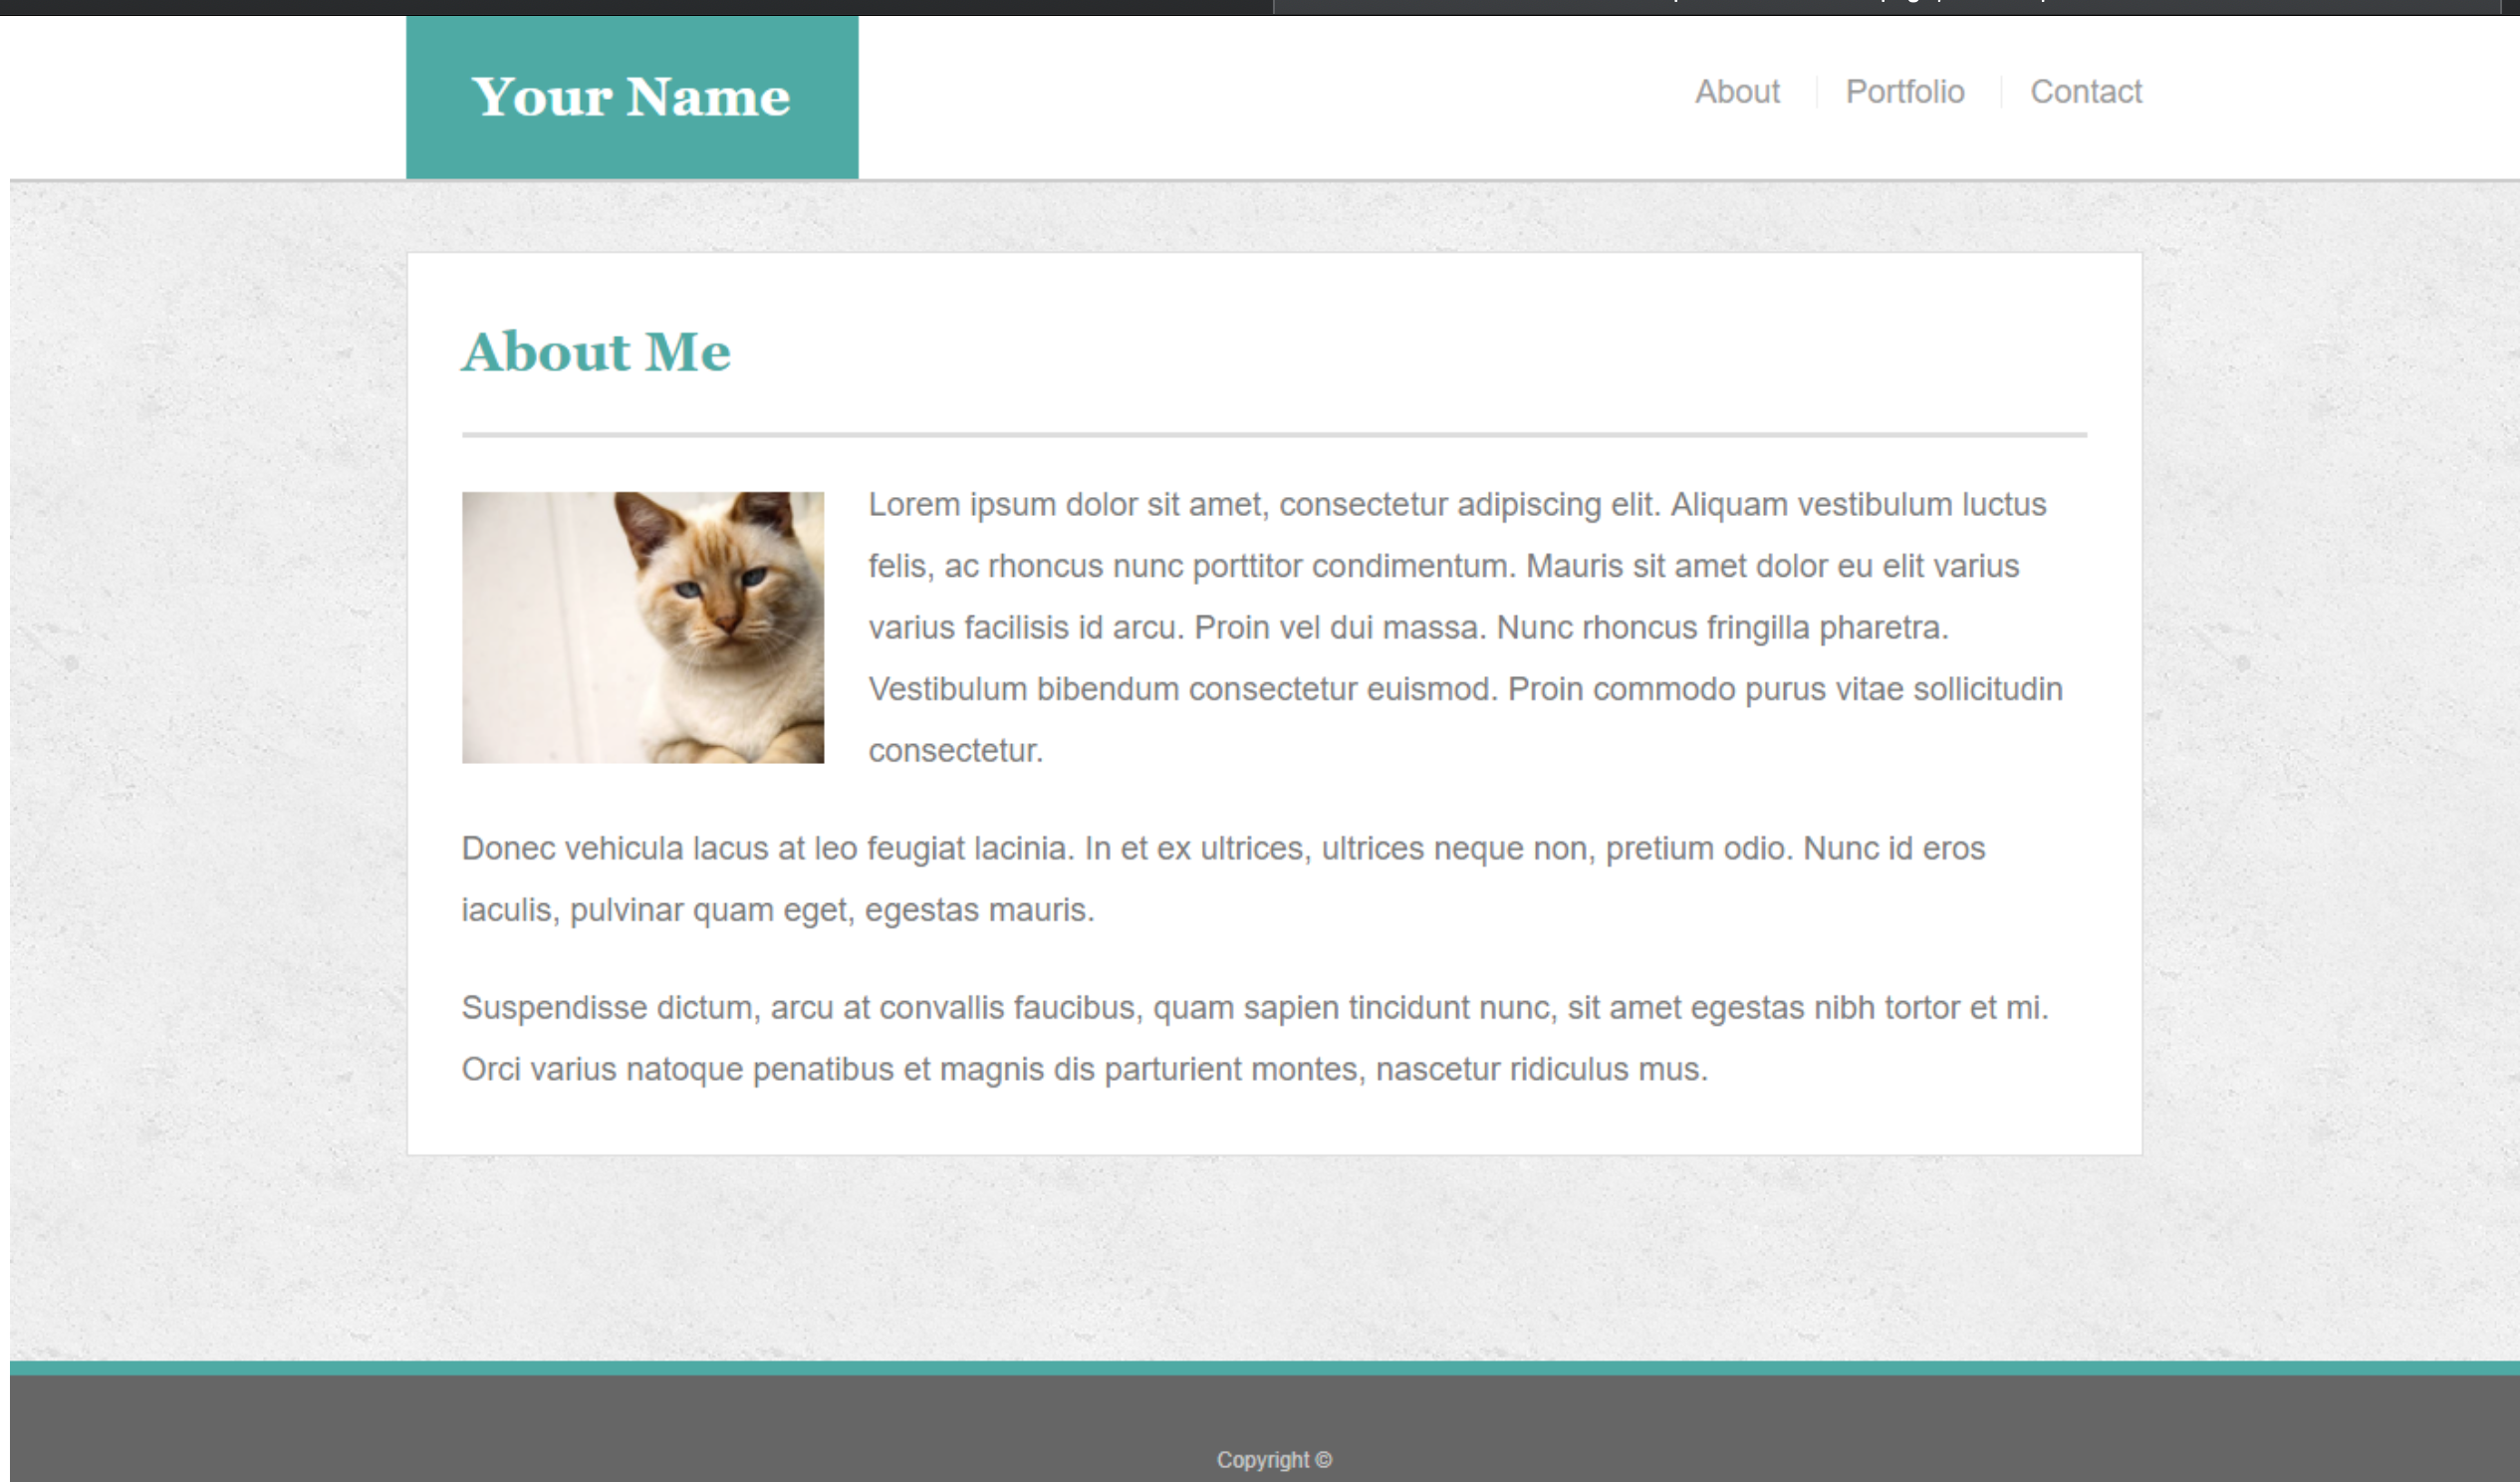 Your Name
About
Portfolio
Contact
About Me
Lorem ipsum dolor sit amet, consectetur adipiscing elit. Aliquam vestibulum luctus
felis, ac rhoncus nunc porttitor condimentum. Mauris sit amet dolor eu elit varius
varius facilisis id arcu. Proin vel dui massa. Nunc rhoncus fringilla pharetra.
Vestibulum bibendum consectetur euismod. Proin commodo purus vitae sollicitudin
consectetur.
Donec vehicula lacus at leo feugiat lacinia. In et ex ultrices, ultrices neque non, pretium odio. Nunc id eros
iaculis, pulvinar quam eget, egestas mauris.
Suspendisse dictum, arcu at convallis faucibus, quam sapien tincidunt nunc, sit amet egestas nibh tortor et mi.
Orci varius natoque penatibus et magnis dis parturient montes, nascetur ridiculus mus.
Copyright ©